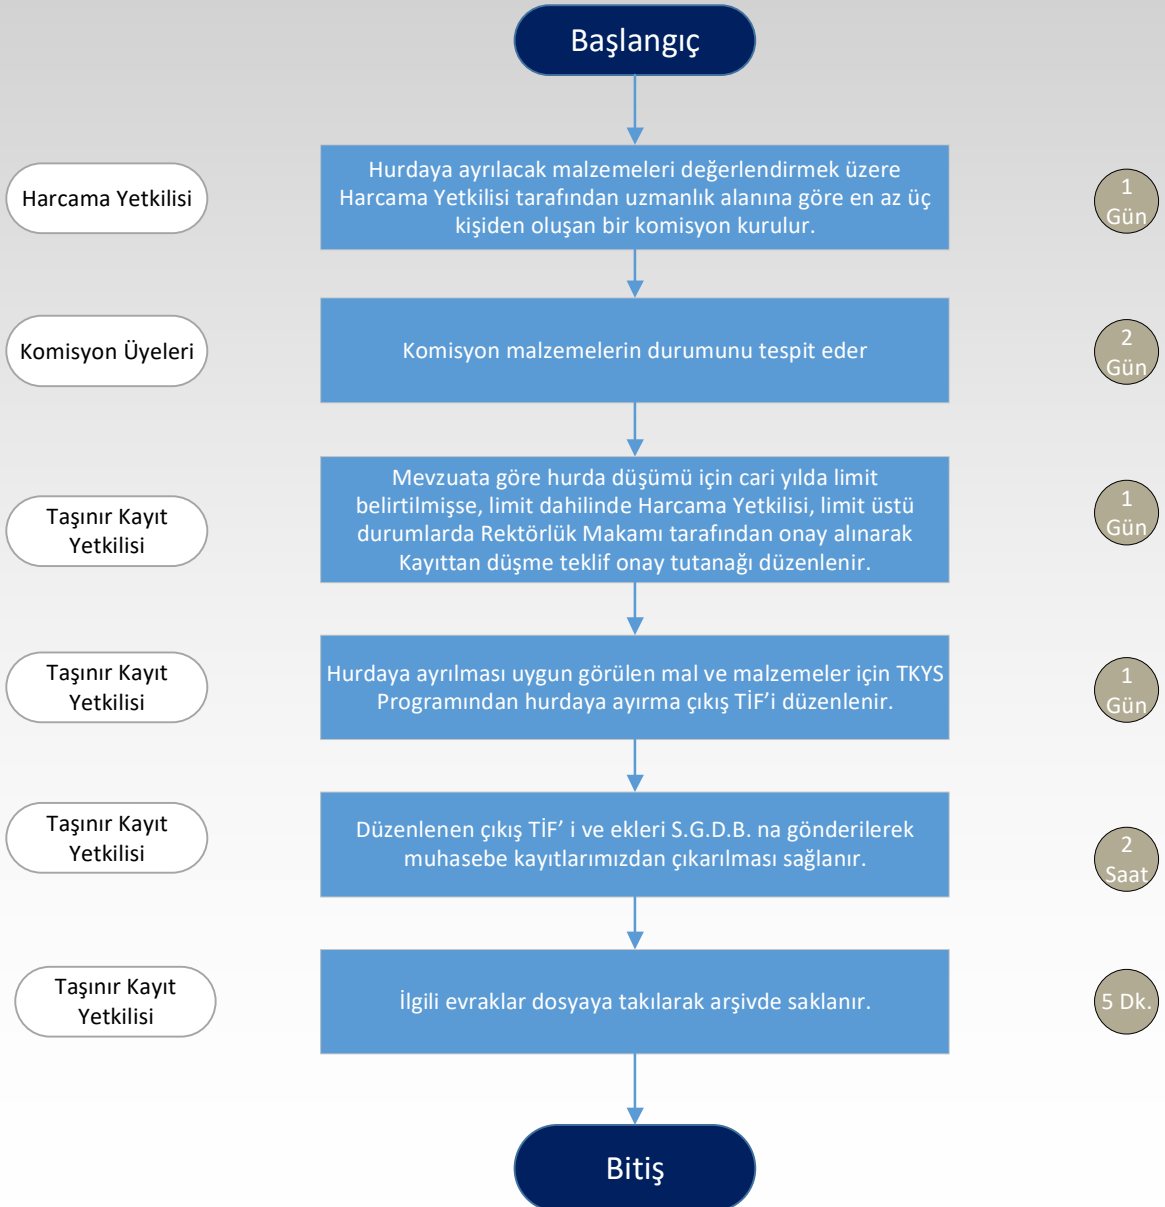 Başlangıç
Harcama Yetkilisi
Hurdaya ayrılacak malzemeleri değerlendirmek üzere
Harcama Yetkilisi tarafından uzmanlık alanına göre en az üç
kişiden oluşan bir komisyon kurulur.
1
Gün
Komisyon Üyeleri
Komisyon malzemelerin durumunu tespit eder
2
Gün
Taşınır Kayıt
Yetkilisi
Mevzuata göre hurda düşümü için cari yılda limit
belirtilmişse, limit dahilinde Harcama Yetkilisi, limit üstü
durumlarda Rektörlük Makamı tarafından onay alınarak
Kayıttan düşme teklif onay tutanağı düzenlenir.
1
Gün
Taşınır Kayıt
Yetkilisi
Hurdaya ayrılması uygun görülen mal ve malzemeler için TKYS
Programından hurdaya ayırma çıkış TİF’i düzenlenir.
1
Gün
Taşınır Kayıt
Yetkilisi
Düzenlenen çıkış TİF’ i ve ekleri S.G.D.B. na gönderilerek
muhasebe kayıtlarımızdan çıkarılması sağlanır.
2
Saat
Taşınır Kayıt
Yetkilisi
İlgili evraklar dosyaya takılarak arşivde saklanır.
5 Dk.
Bitiş